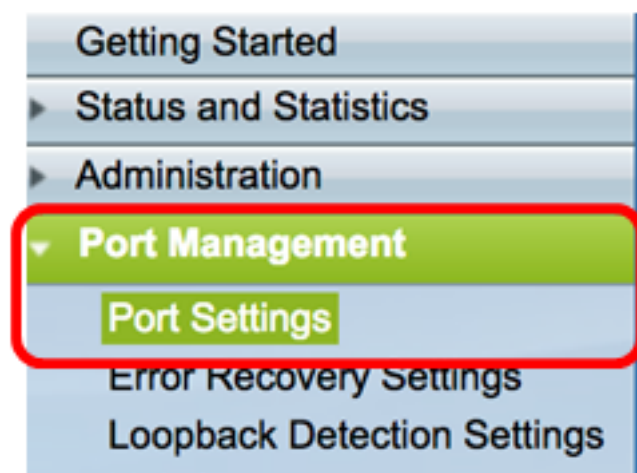 Getting Started
Status and Statistics
Administration
Port Management
Port Settings
Error Recovery Settings
Loopback Detection Settings